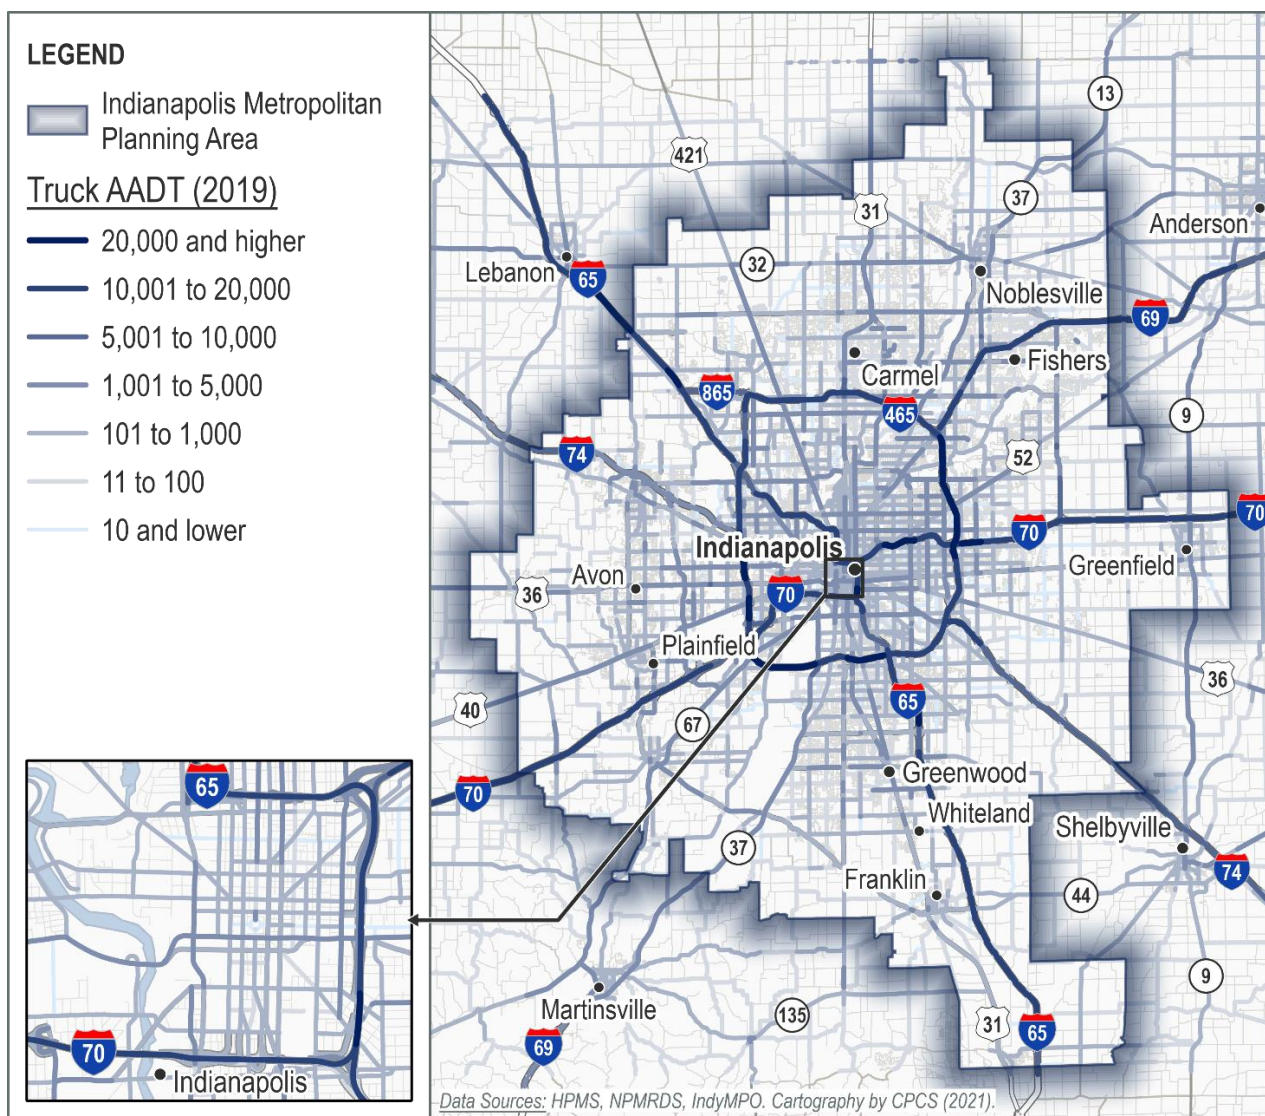 LEGEND
Indianapolis Metropolitan
Planning Area
Truck AADT (2019)
20,000 and higher
10,001 to 20,000
5,001 to 10,000
1,001 to 5,000
101 to 1,000
11 to 100
10 and lower
65
70
Indianapolis
13
421
37
31
Anderson
32
Lebanon
65
Noblesville
69
Fishers
Carmel
865
465
9
74
52
70
70
Indianapolis
Greenfield
Avon
36
70
Plainfield
36
65
40
67
Greenwood
70
Whiteland
Shelbyville
37
74
Franklin
44
9
Martinsville
135
31
65
69
Data Sources: HPMS, NPMRDS, IndyMPO. Cartography by CPCS (2021).